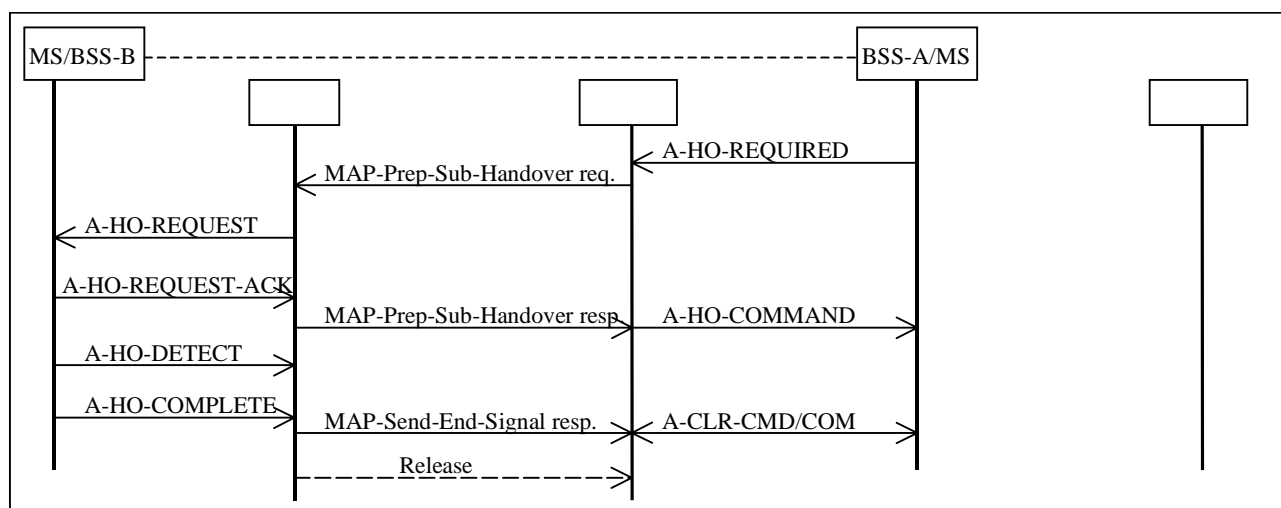 MS/BSS-B
BSS-A/MS
A-HO-REQUIRED
MAP-Prep-Sub-Handover req.
A-HO-REQUEST
A-HO-REQUEST-ACK
MAP-Prep-Sub-Handover resp
A-HO-COMMAND
A-HO-DETECT
A-HO-COMPLETE
MAP-Send-End-Signal resp.
A-CLR-CMD/COM
Release